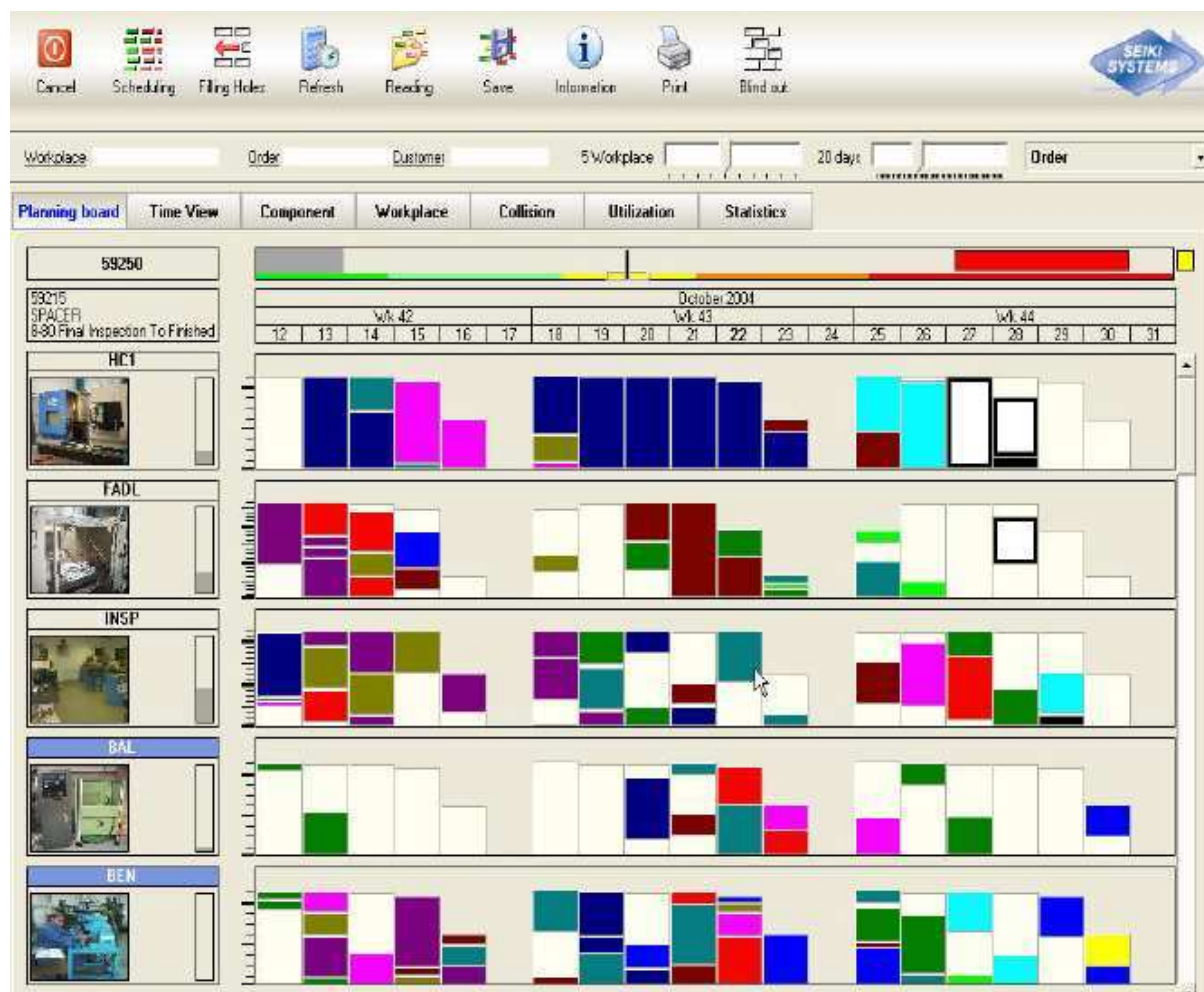 Cancel Scheduling Filling Holes Refresh Reading Save Information Print Blind out
SEIKI
SYSTEMS
Workplace Order Customer 5 Workplace 20 days Order
Planning board Time View Component Workplace Collision Utilization Statistics
59250
59215
SPACER
8-80 Final Inspection To Finished
October 2004
Wk 42 Wk 43 Wk 44
12 13 14 15 16 17 18 19 20 21 22 23 24 25 26 27 28 29 30 31
HC1
FADL
INSP
BAL
BEN